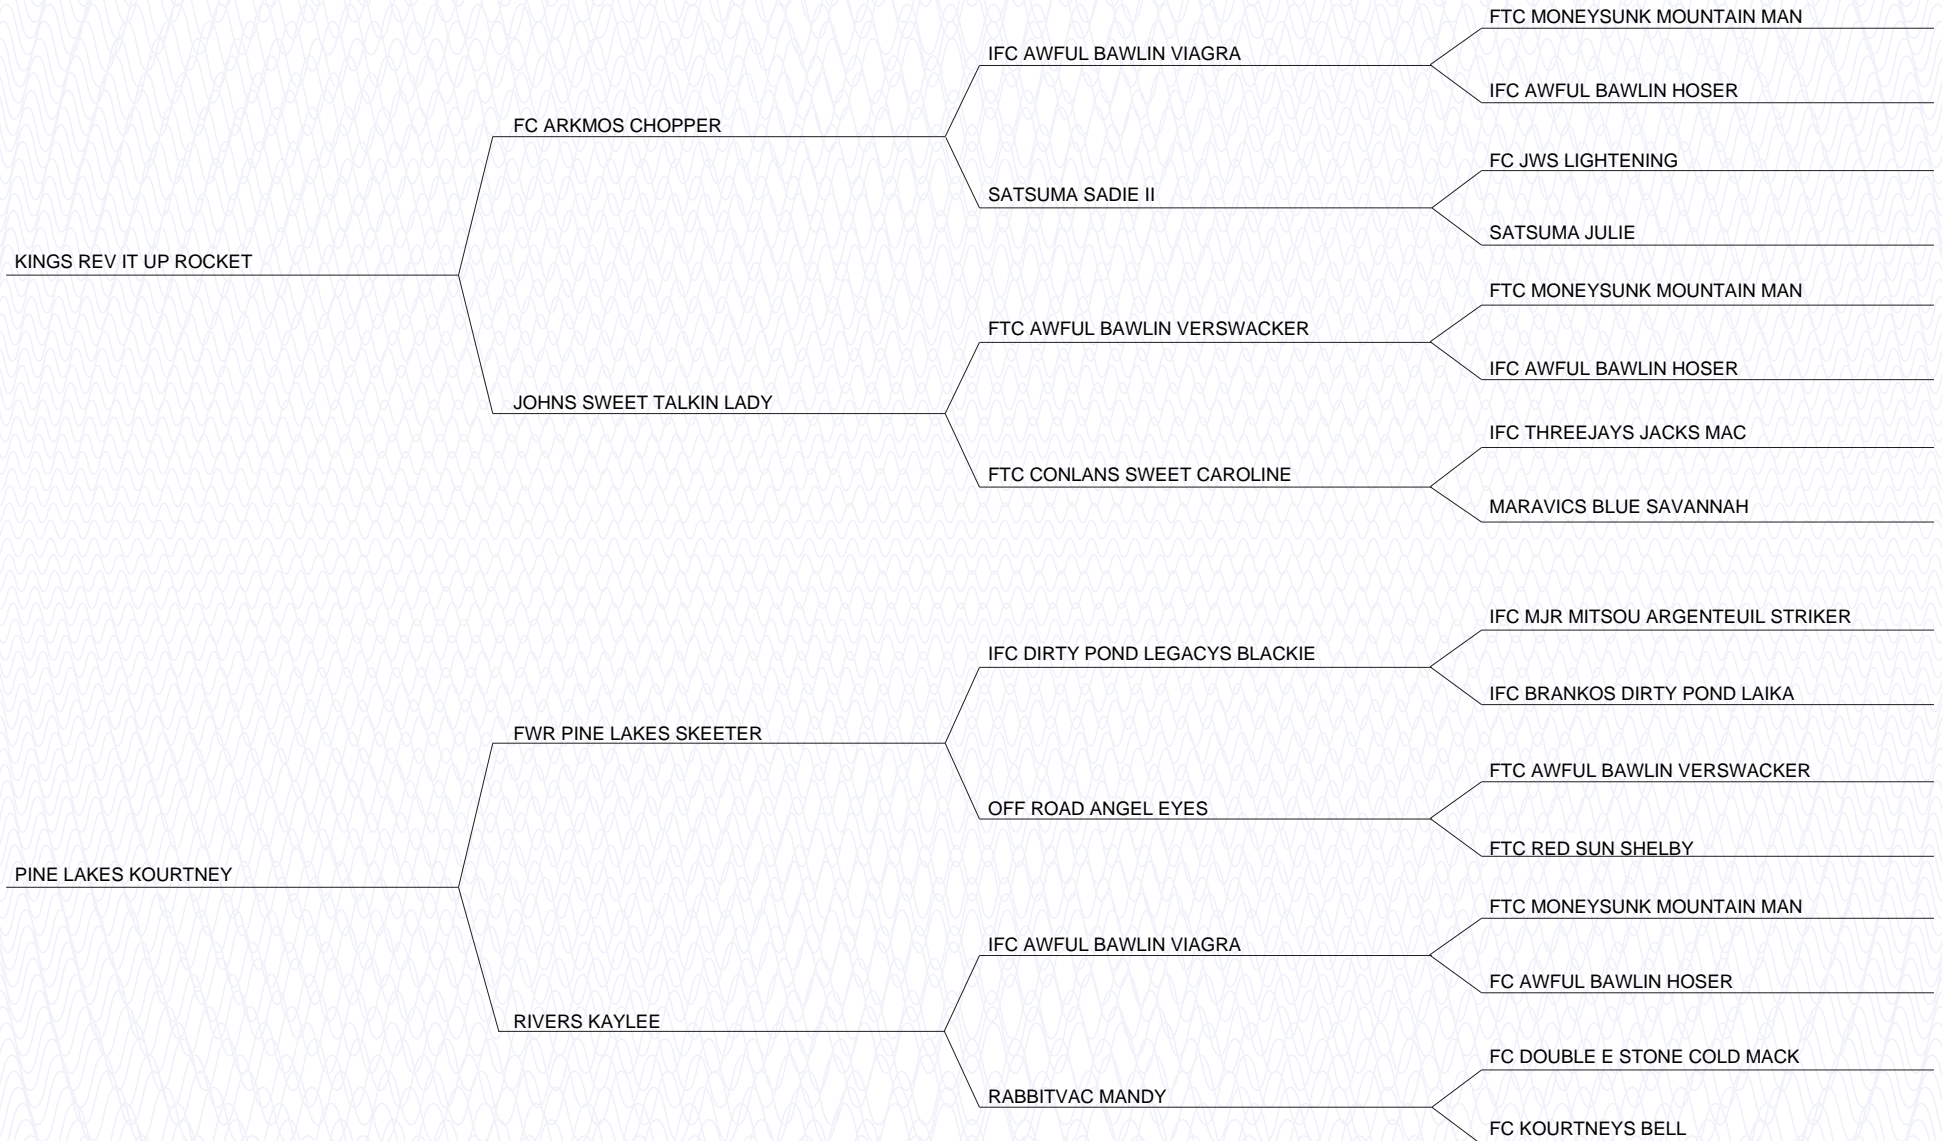 FTC MONEYSUNK MOUNTAIN MAN
IFC AWFUL BAWLIN VIAGRA
IFC AWFUL BAWLIN HOSER
FC ARKMOS CHOPPER
FC JWS LIGHTENING
SATSUMA SADIE II
SATSUMA JULIE
KINGS REV IT UP ROCKET
FTC MONEYSUNK MOUNTAIN MAN
FTC AWFUL BAWLIN VERSWACKER
IFC AWFUL BAWLIN HOSER
JOHNS SWEET TALKIN LADY
IFC THREEJAYS JACKS MAC
FTC CONLANS SWEET CAROLINE
MARAVICS BLUE SAVANNAH
IFC MJR MITSOU ARGENTEUIL STRIKER
IFC DIRTY POND LEGACYS BLACKIE
IFC BRANKOS DIRTY POND LAIKA
FWR PINE LAKES SKEETER
FTC AWFUL BAWLIN VERSWACKER
OFF ROAD ANGEL EYES
FTC RED SUN SHELBY
PINE LAKES KOURTNEY
FTC MONEYSUNK MOUNTAIN MAN
IFC AWFUL BAWLIN VIAGRA
FC AWFUL BAWLIN HOSER
RIVERS KAYLEE
FC DOUBLE E STONE COLD MACK
RABBITVAC MANDY
FC KOURTNEYS BELL